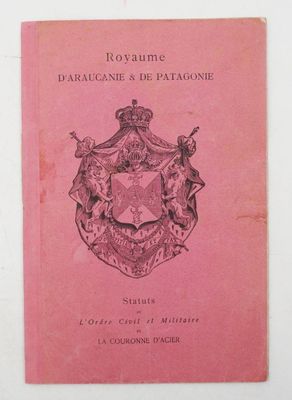 Royaume
D'ARAUCANIE & DE PATAGONIE
Statuts
de
L'Ordre Civil et Militaire
de
LA COURONNE D'ACIER